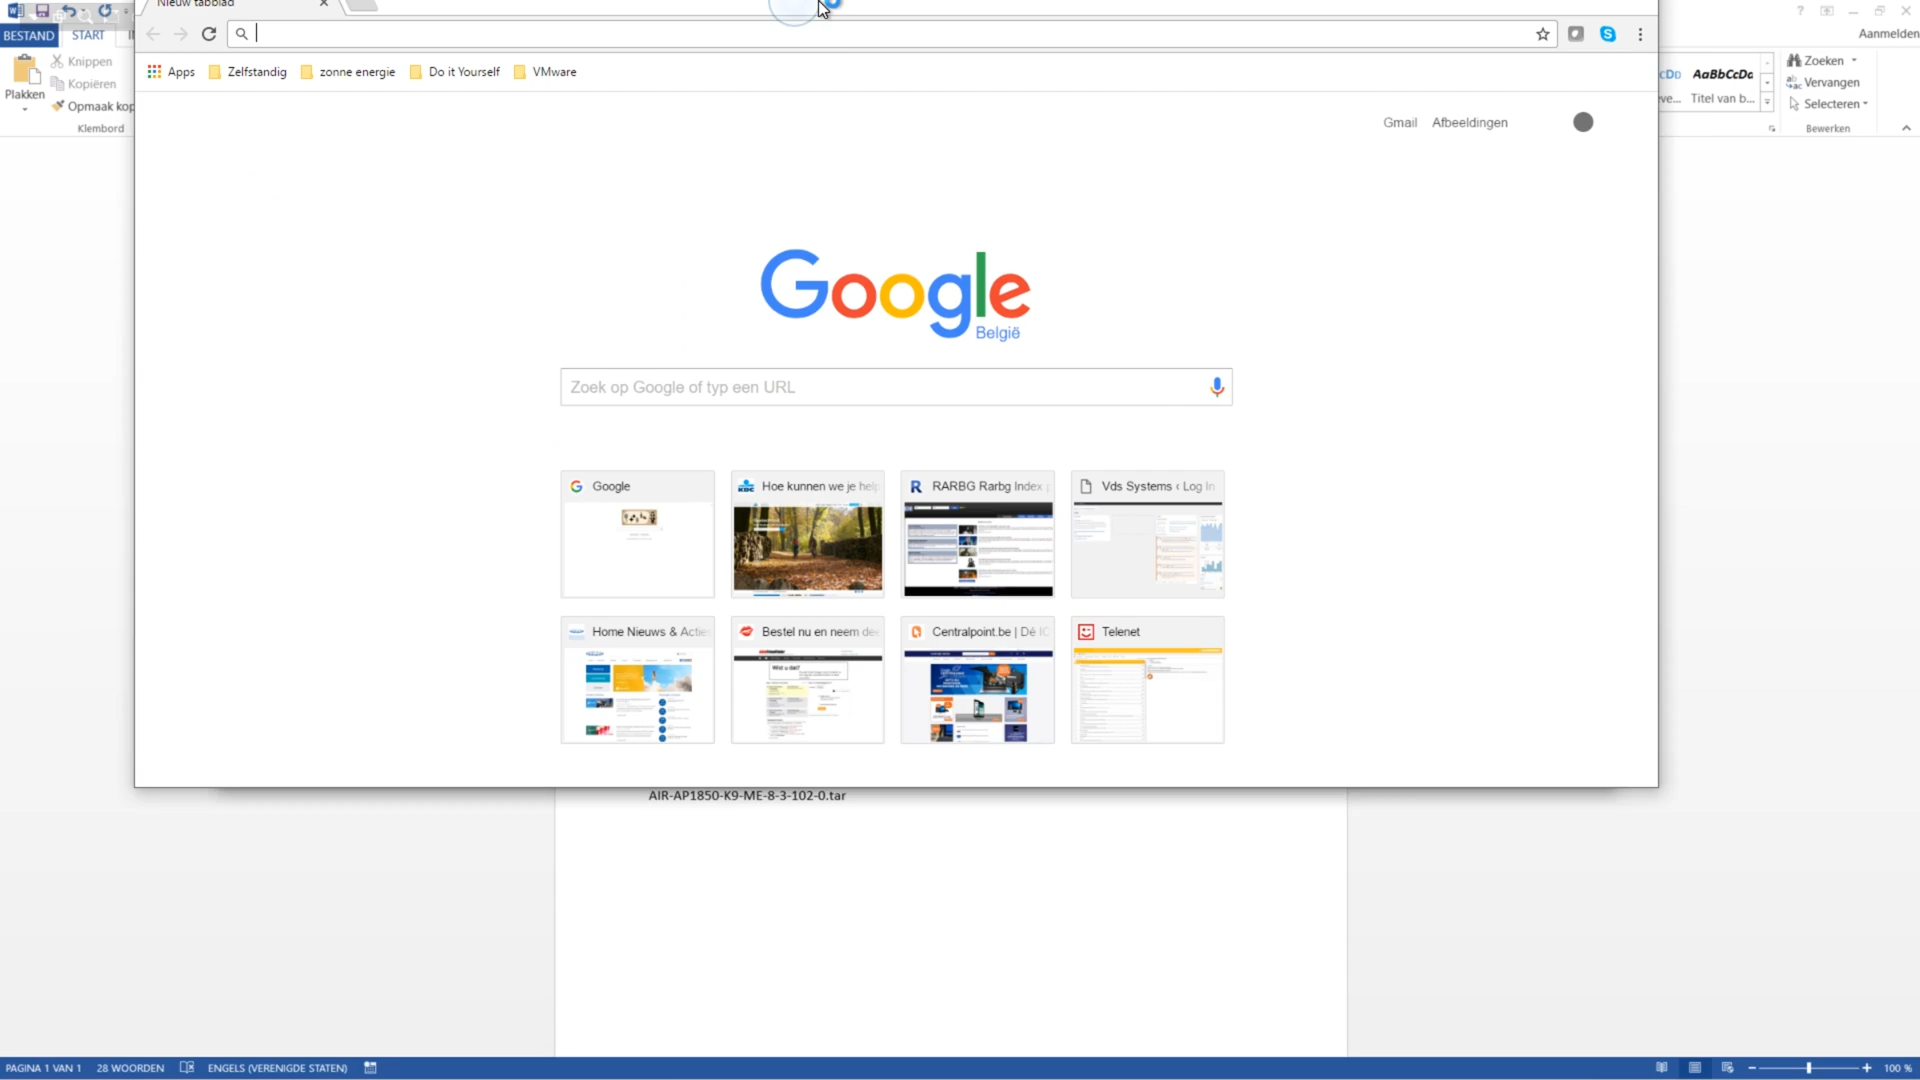 Nieuw tabblad
BESTAND START
Aanmelden
Knippen
Kopiëren
Plakken
Opmaak kop
Klembord
Apps Zelfstandig zonne energie Do it Yourself VMware
AaBbCcDc
Titel van b...
Zoeken
Vervangen
Selecteren
Bewerken
Gmail Afbeeldingen
Google
België
Zoek op Google of typ een URL
Google
Hoe kunnen we je help
RARBG Rarbg Index p
Vds Systems ‹ Log In
Home Nieuws & Actie
Bestel nu en neem dee
Centralpoint.be | Dé IC
Telenet
AIR-AP1850-K9-ME-8-3-102-0.tar
PAGINA 1 VAN 1 28 WOORDEN ENGELS (VERENIGDE STATEN) 100 %